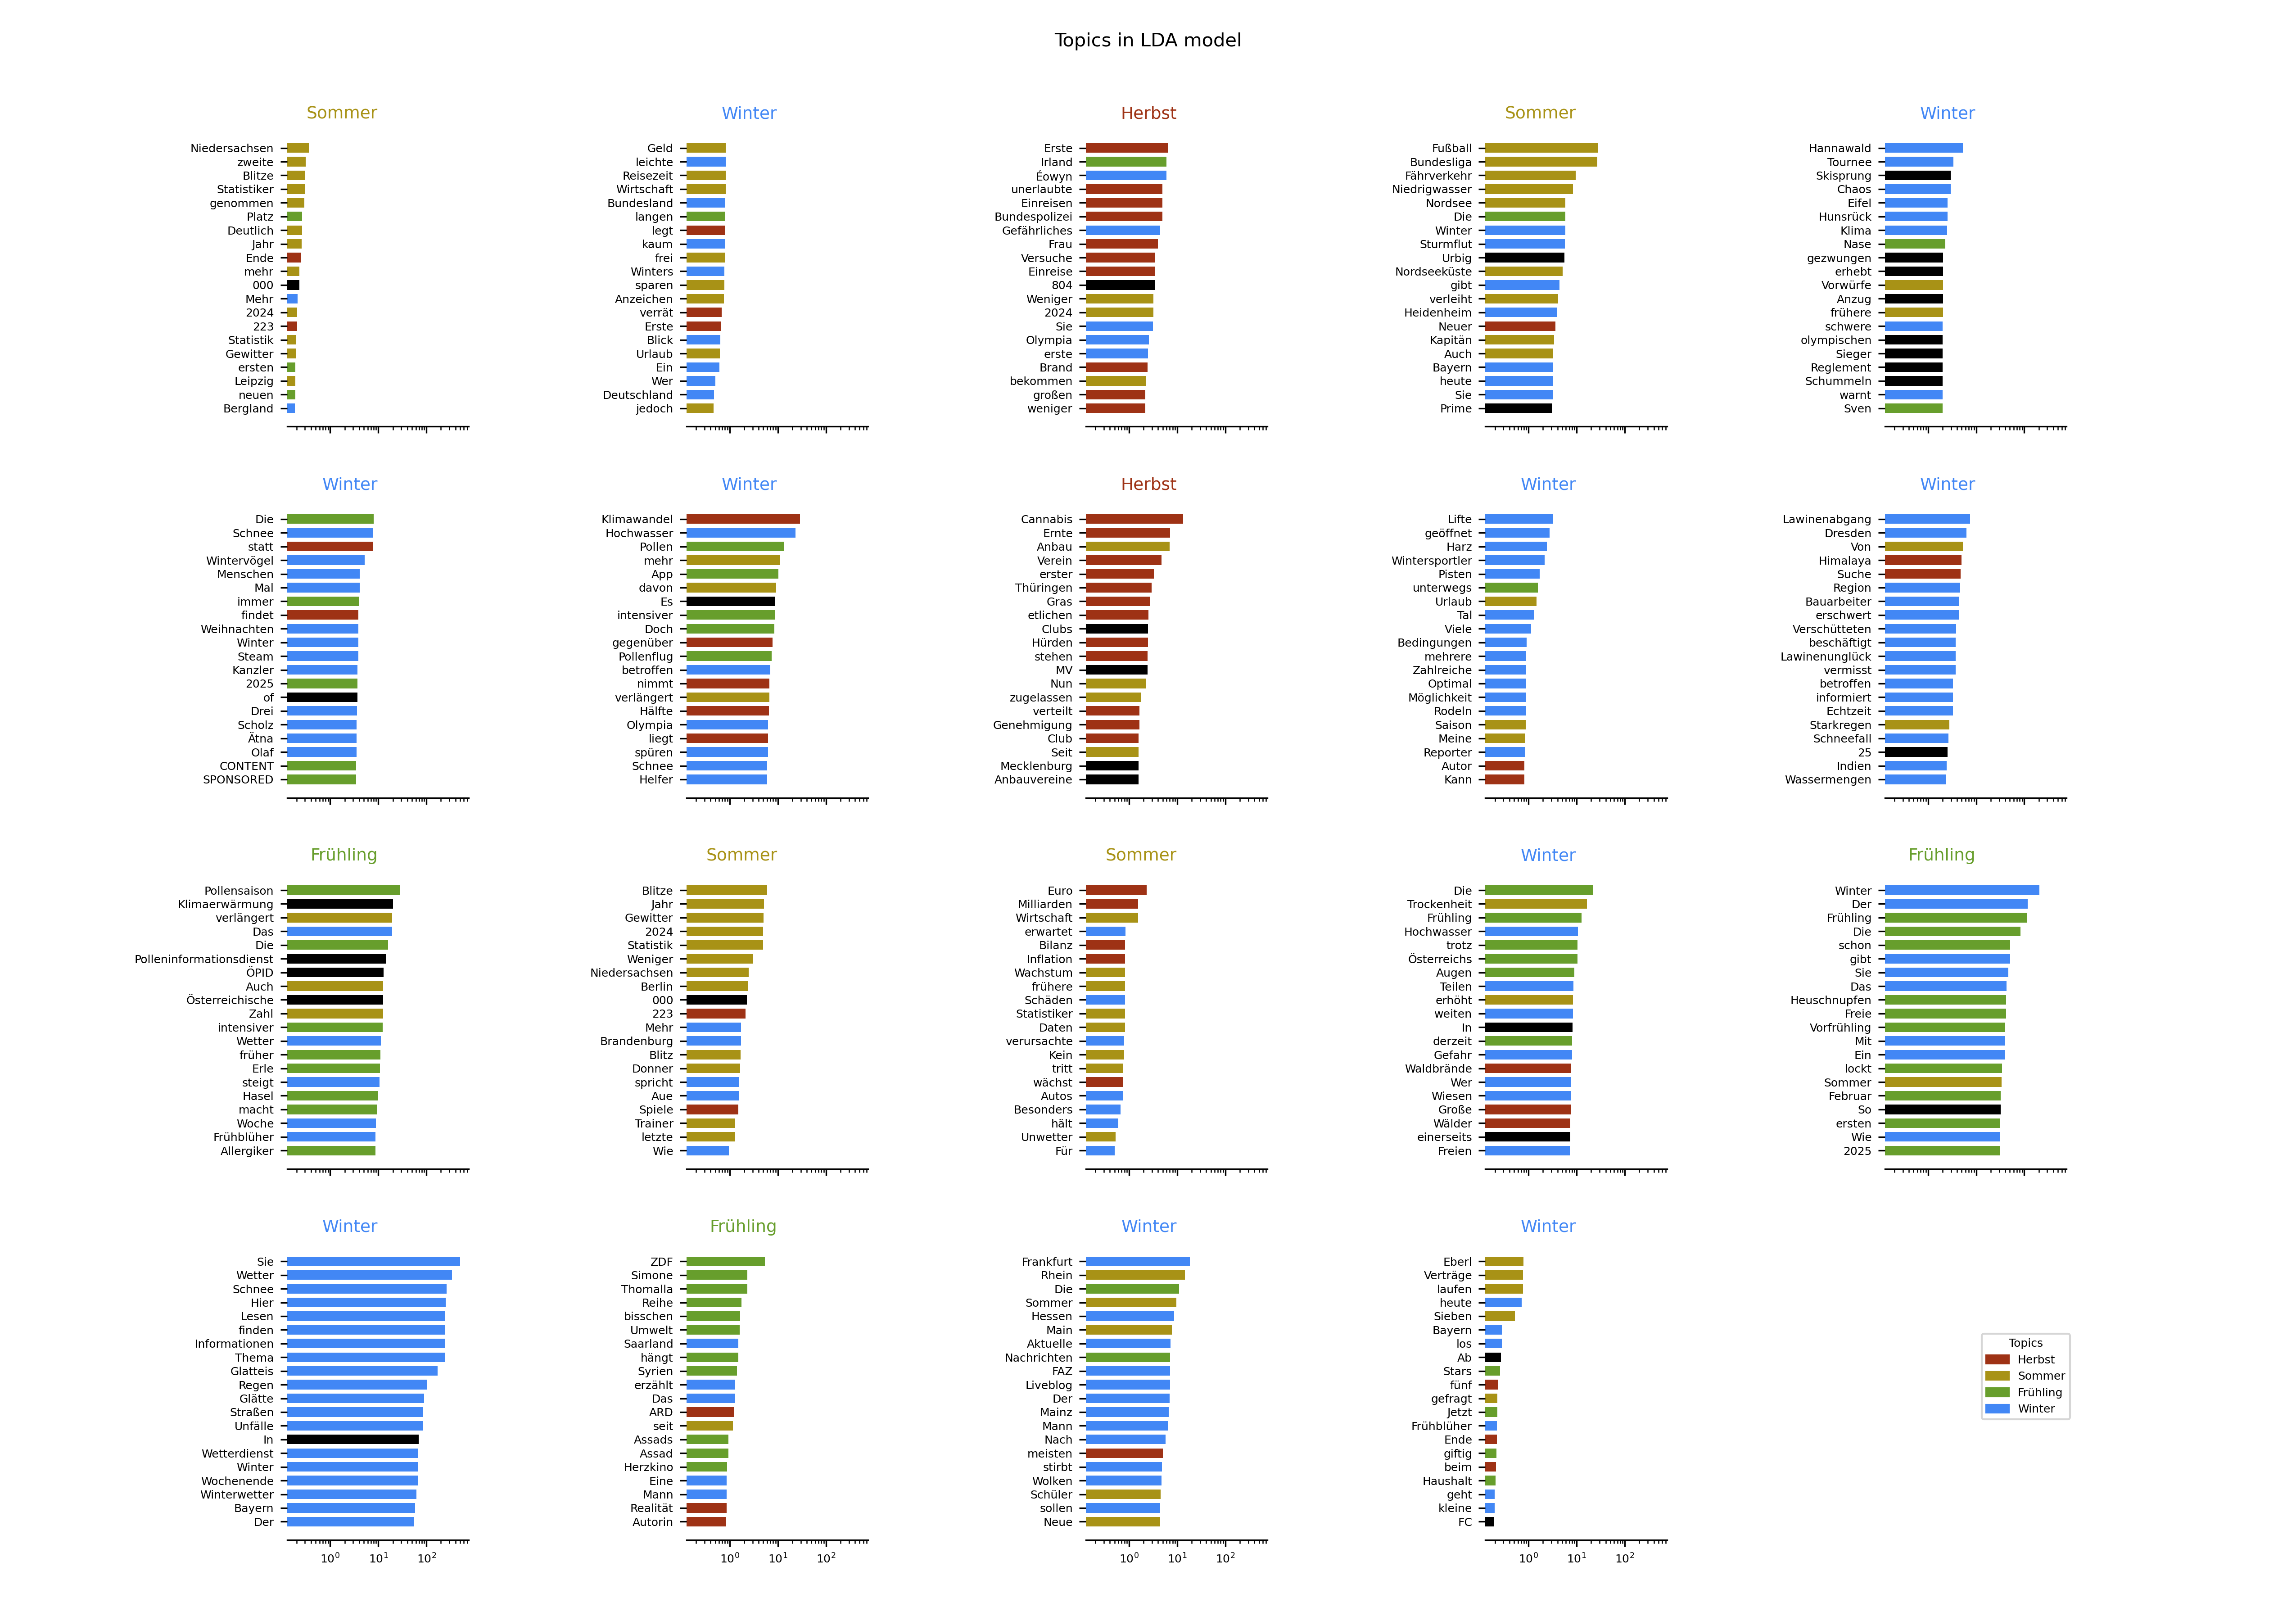 Topics in LDA model
Sommer
Niedersachsen
zweite
Blitze
Statistiker
genommen
Platz
Deutlich
Jahr
Ende
mehr
000
Mehr
2024
223
Statistik
Gewitter
ersten
Leipzig
neuen
Bergland
Winter
Geld
leichte
Reisezeit
Wirtschaft
Bundesland
langen
legt
kaum
frei
Winters
sparen
Anzeichen
verrät
Erste
Blick
Urlaub
Ein
Wer
Deutschland
jedoch
Herbst
Erste
Irland
Éowyn
unerlaubte
Einreisen
Bundespolizei
Gefährliches
Frau
Versuche
Einreise
804
Weniger
2024
Sie
Olympia
erste
Brand
bekommen
großen
weniger
Sommer
Fußball
Bundesliga
Fährverkehr
Niedrigwasser
Nordsee
Die
Winter
Sturmflut
Urbig
Nordseeküste
gibt
verleiht
Heidenheim
Neuer
Kapitän
Auch
Bayern
heute
Sie
Prime
Winter
Hannawald
Tournee
Skisprung
Chaos
Eifel
Hunsrück
Klima
Nase
gezwungen
erhebt
Vorwürfe
Anzug
frühere
schwere
olympischen
Sieger
Reglement
Schummeln
warnt
Sven
Winter
Die
Schnee
statt
Wintervögel
Menschen
Mal
immer
findet
Weihnachten
Winter
Steam
Kanzler
2025
of
Drei
Scholz
Ätna
Olaf
CONTENT
SPONSORED
Winter
Klimawandel
Hochwasser
Pollen
mehr
App
davon
Es
intensiver
Doch
gegenüber
Pollenflug
betroffen
nimmt
verlängert
Hälfte
Olympia
liegt
spüren
Schnee
Helfer
Herbst
Cannabis
Ernte
Anbau
Verein
erster
Thüringen
Gras
etlichen
Clubs
Hürden
stehen
MV
Nun
zugelassen
verteilt
Genehmigung
Club
Seit
Mecklenburg
Anbauvereine
Winter
Lifte
geöffnet
Harz
Wintersportler
Pisten
unterwegs
Urlaub
Tal
Viele
Bedingungen
mehrere
Zahlreiche
Optimal
Möglichkeit
Rodeln
Saison
Meine
Reporter
Autor
Kann
Winter
Lawinenabgang
Dresden
Von
Himalaya
Suche
Region
Bauarbeiter
erschwert
Verschütteten
beschäftigt
Lawinenunglück
vermisst
betroffen
informiert
Echtzeit
Starkregen
Schneefall
25
Indien
Wassermengen
Frühling
Pollensaison
Klimaerwärmung
verlängert
Das
Die
Polleninformationsdienst
ÖPID
Auch
Österreichische
Zahl
intensiver
Wetter
früher
Erle
steigt
Hasel
macht
Woche
Frühblüher
Allergiker
Sommer
Blitze
Jahr
Gewitter
2024
Statistik
Weniger
Niedersachsen
Berlin
000
223
Mehr
Brandenburg
Blitz
Donner
spricht
Aue
Spiele
Trainer
letzte
Wie
Sommer
Euro
Milliarden
Wirtschaft
erwartet
Bilanz
Inflation
Wachstum
frühere
Schäden
Statistiker
Daten
verursachte
Kein
tritt
wächst
Autos
Besonders
hält
Unwetter
Für
Winter
Die
Trockenheit
Frühling
Hochwasser
trotz
Österreichs
Augen
Teilen
erhöht
weiten
In
derzeit
Gefahr
Waldbrände
Wer
Wiesen
Große
Wälder
einerseits
Freien
Frühling
Winter
Der
Frühling
Die
schon
gibt
Sie
Das
Heuschnupfen
Freie
Vorfrühling
Mit
Ein
lockt
Sommer
Februar
So
ersten
Wie
2025
Winter
Sie
Wetter
Schnee
Hier
Lesen
finden
Informationen
Thema
Glatteis
Regen
Glätte
Straßen
Unfälle
In
Wetterdienst
Winter
Wochenende
Winterwetter
Bayern
Der
10⁰ 10¹ 10²
Frühling
ZDF
Simone
Thomalla
Reihe
bisschen
Umwelt
Saarland
hängt
Syrien
erzählt
Das
ARD
seit
Assads
Assad
Herzkino
Eine
Mann
Realität
Autorin
10⁰ 10¹ 10²
Winter
Frankfurt
Rhein
Die
Sommer
Hessen
Main
Aktuelle
Nachrichten
FAZ
Liveblog
Der
Mainz
Mann
Nach
meisten
stirbt
Wolken
Schüler
sollen
Neue
10⁰ 10¹ 10²
Winter
Eberl
Verträge
laufen
heute
Sieben
Bayern
los
Ab
Stars
fünf
gefragt
Jetzt
Frühblüher
Ende
giftig
beim
Haushalt
geht
kleine
FC
10⁰ 10¹ 10²
Topics
Herbst
Sommer
Frühling
Winter